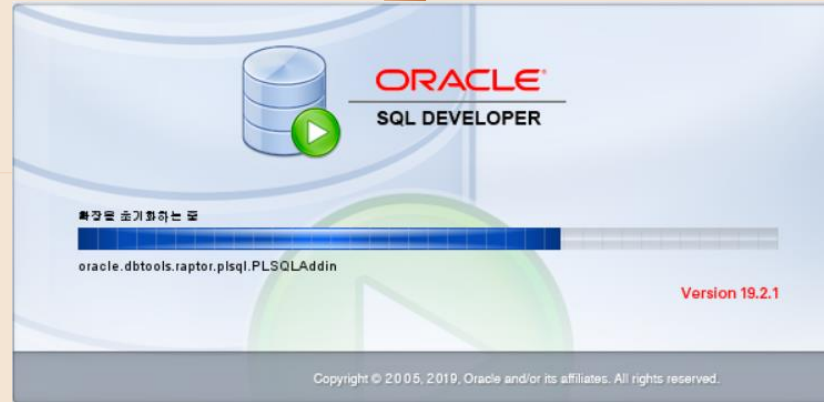 ORACLE
SQL DEVELOPER
확장을 초기화하는 중
oracle.dbtools.raptor.plsql.PLSQLAddin
Version 19.2.1
Copyright © 2005, 2019, Oracle and/or its affiliates. All rights reserved.